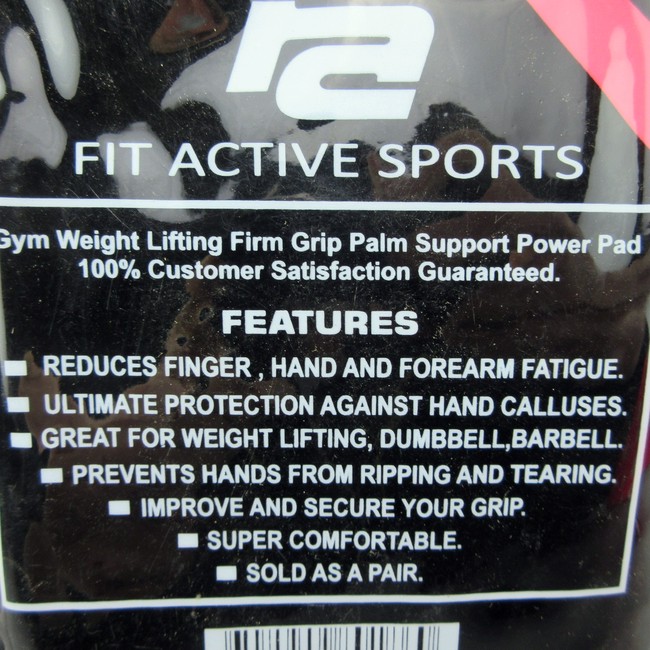 FIT ACTIVE SPORTS
Gym Weight Lifting Firm Grip Palm Support Power Pad
100% Customer Satisfaction Guaranteed.
FEATURES
REDUCES FINGER , HAND AND FOREARM FATIGUE.
ULTIMATE PROTECTION AGAINST HAND CALLUSES.
GREAT FOR WEIGHT LIFTING, DUMBBELL,BARBELL.
PREVENTS HANDS FROM RIPPING AND TEARING.
IMPROVE AND SECURE YOUR GRIP.
SUPER COMFORTABLE.
SOLD AS A PAIR.